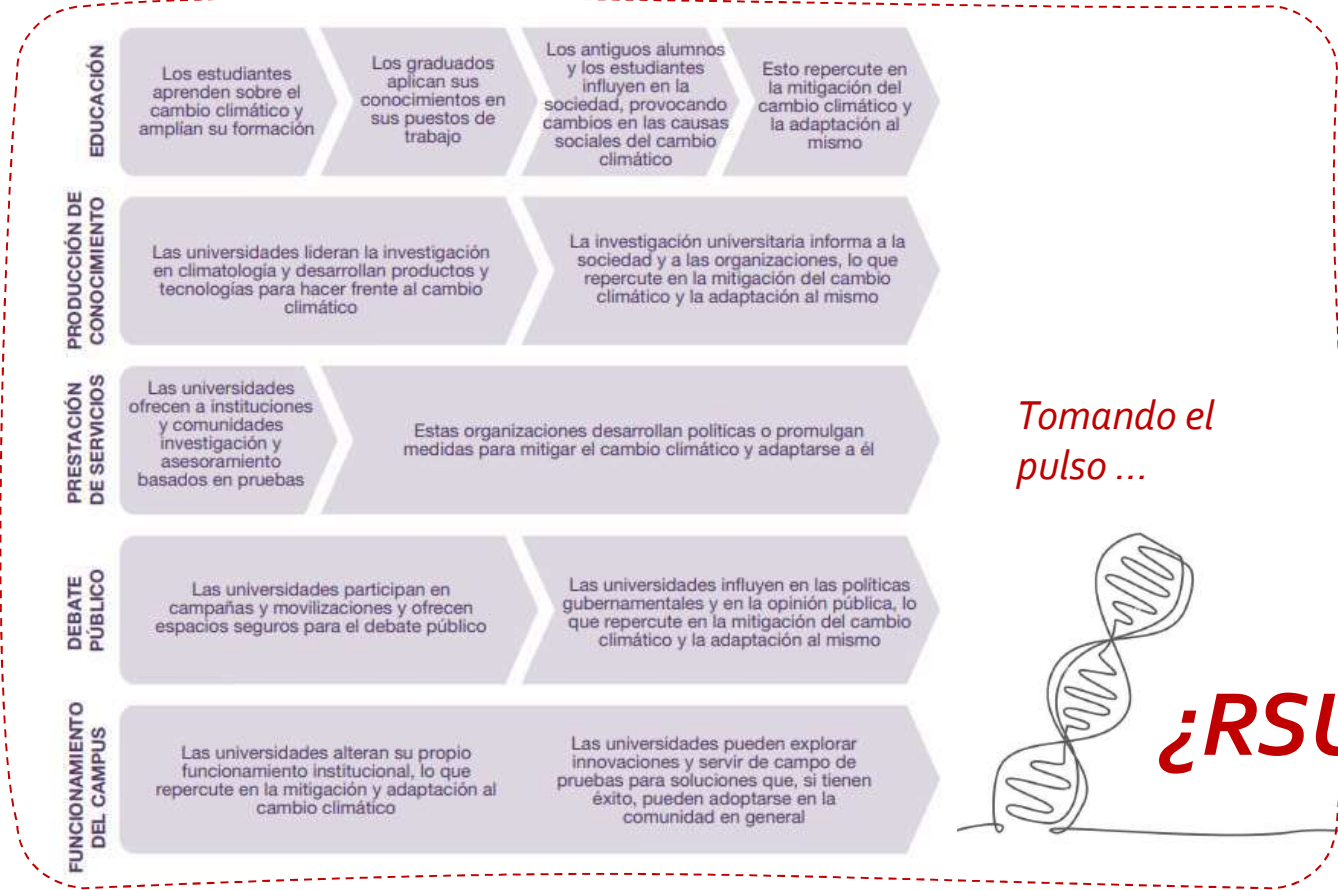 EDUCACIÓN
Los estudiantes
aprenden sobre el
cambio climático y
amplían su formación
Los graduados
aplican sus
conocimientos en
sus puestos de
trabajo
Los antiguos alumnos
y los estudiantes
influyen en la
sociedad, provocando
cambios en las causas
sociales del cambio
climático
Esto repercute en
la mitigación del
cambio climático y
la adaptación al
mismo
PRODUCCIÓN DE
CONOCIMIENTO
Las universidades lideran la investigación
en climatología y desarrollan productos y
tecnologías para hacer frente al cambio
climático
La investigación universitaria informa a la
sociedad y a las organizaciones, lo que
repercute en la mitigación del cambio
climático y la adaptación al mismo
PRESTACIÓN
DE SERVICIOS
Las universidades
ofrecen a instituciones
y comunidades
investigación y
asesoramiento
basados en pruebas
Estas organizaciones desarrollan políticas o promulgan
medidas para mitigar el cambio climático y adaptarse a él
DEBATE
PÚBLICO
Las universidades participan en
campañas y movilizaciones y ofrecen
espacios seguros para el debate público
Las universidades influyen en las políticas
gubernamentales y en la opinión pública, lo
que repercute en la mitigación del cambio
climático y la adaptación al mismo
FUNCIONAMIENTO
DEL CAMPUS
Las universidades alteran su propio
funcionamiento institucional, lo que
repercute en la mitigación y adaptación al
cambio climático
Las universidades pueden explorar
innovaciones y servir de campo de
pruebas para soluciones que, si tienen
éxito, pueden adoptarse en la
comunidad en general
Tomando el
pulso ...
¿RSU